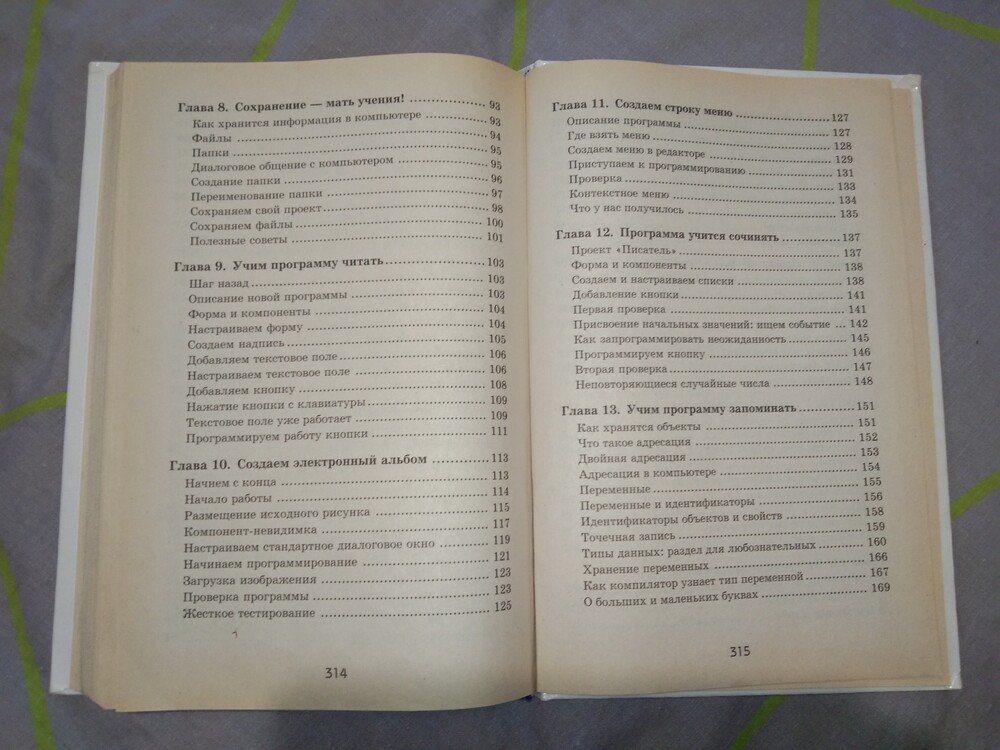 Глава 8. Сохранение — мать учения! 93
Как хранится информация в компьютере 93
Файлы 94
Папки 95
Диалоговое общение с компьютером 95
Создание папки 96
Переименование папки 97
Сохраняем свой проект 98
Сохраняем файлы 100
Полезные советы 101
Глава 9. Учим программу читать 103
Шаг назад 103
Описание новой программы 103
Форма и компоненты 104
Настраиваем форму 104
Создаем надпись 105
Добавляем текстовое поле 106
Настраиваем текстовое поле 106
Добавляем кнопку 108
Нажатие кнопки с клавиатуры 109
Текстовое поле уже работает 109
Программируем работу кнопки 111
Глава 10. Создаем электронный альбом 113
Начнем с конца 113
Начало работы 114
Размещение исходного рисунка 115
Компонент-невидимка 117
Настраиваем стандартное диалоговое окно 119
Начинаем программирование 121
Загрузка изображения 123
Проверка программы 123
Жесткое тестирование 125
314
Глава 11. Создаем строку меню 127
Описание программы 127
Где взять меню 128
Создаем меню в редакторе 129
Приступаем к программированию 131
Проверка 133
Контекстное меню 134
Что у нас получилось 135
Глава 12. Программа учится сочинять 137
Проект «Писатель» 137
Форма и компоненты 138
Создаем и настраиваем списки 138
Добавление кнопки 141
Первая проверка 141
Присвоение начальных значений: ищем событие ... 142
Как запрограммировать неожиданность 145
Программируем кнопку 146
Вторая проверка 147
Неповторяющиеся случайные числа 148
Глава 13. Учим программу запоминать 151
Как хранятся объекты 151
Что такое адресация 152
Двойная адресация 153
Адресация в компьютере 154
Переменные 155
Переменные и идентификаторы 156
Идентификаторы объектов и свойств 158
Точечная запись 159
Типы данных: раздел для любознательных 160
Хранение переменных 166
Как компилятор узнает тип переменной 167
О больших и маленьких буквах 169
315